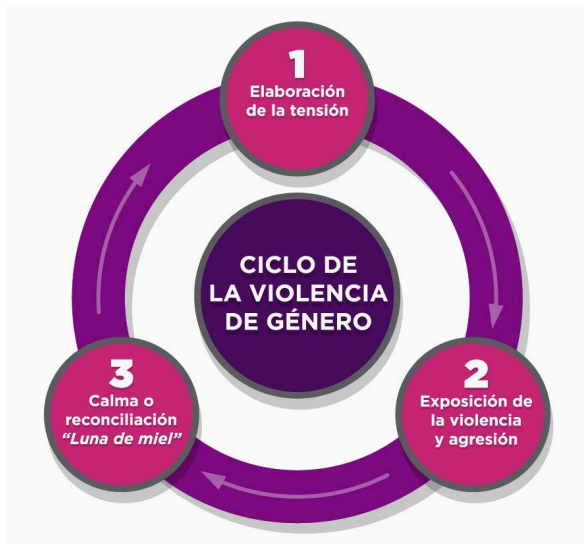 1
Elaboración
de la tensión
CICLO DE
LA VIOLENCIA
DE GÉNERO
2
Exposición de
la violencia
y agresión
3
Calma o
reconciliación
“Luna de miel”